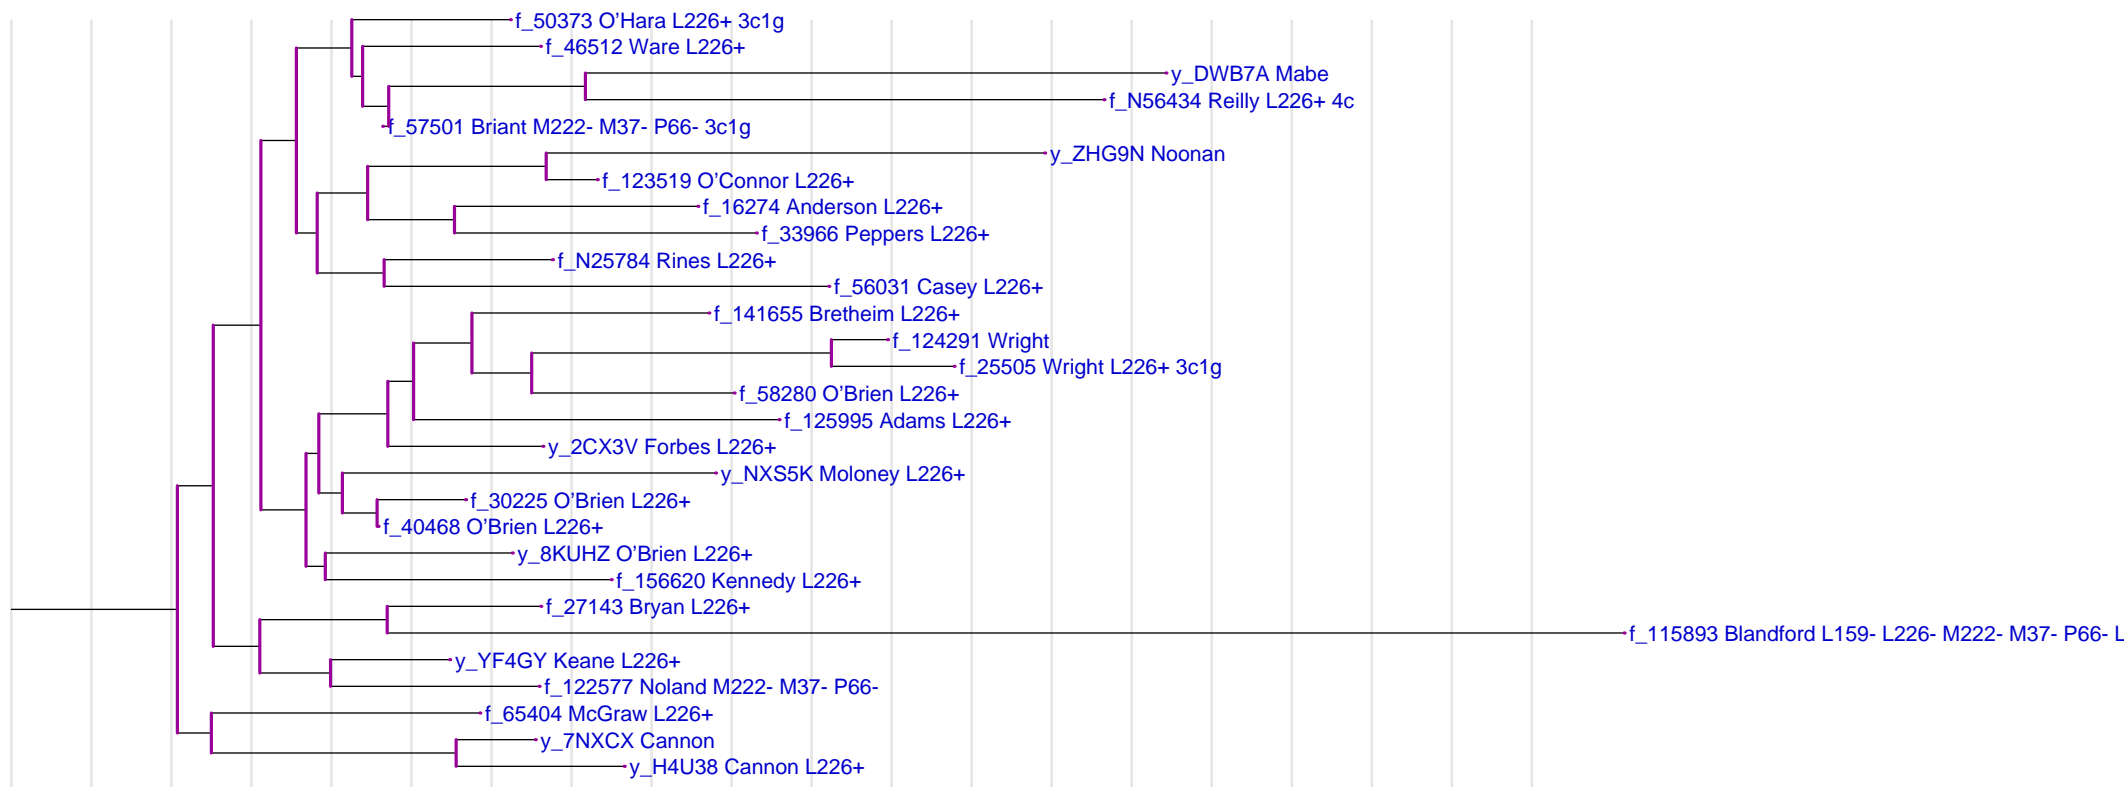 f_50373 O'Hara L226+ 3c1g
f_46512 Ware L226+
y_DWB7A Mabe
f_N56434 Reilly L226+ 4c
f_57501 Briant M222- M37- P66- 3c1g
y_ZHG9N Noonan
f_123519 O'Connor L226+
f_16274 Anderson L226+
f_33966 Peppers L226+
f_N25784 Rines L226+
f_56031 Casey L226+
f_141655 Bretheim L226+
f_124291 Wright
f_25505 Wright L226+ 3c1g
f_58280 O'Brien L226+
f_125995 Adams L226+
y_2CX3V Forbes L226+
y_NXS5K Moloney L226+
f_30225 O'Brien L226+
f_40468 O'Brien L226+
y_8KUHZ O'Brien L226+
f_156620 Kennedy L226+
f_27143 Bryan L226+
f_115893 Blandford L159- L226- M222- M37- P66- L
y_YF4GY Keane L226+
f_122577 Noland M222- M37- P66-
f_65404 McGraw L226+
y_7NXCX Cannon
y_H4U38 Cannon L226+